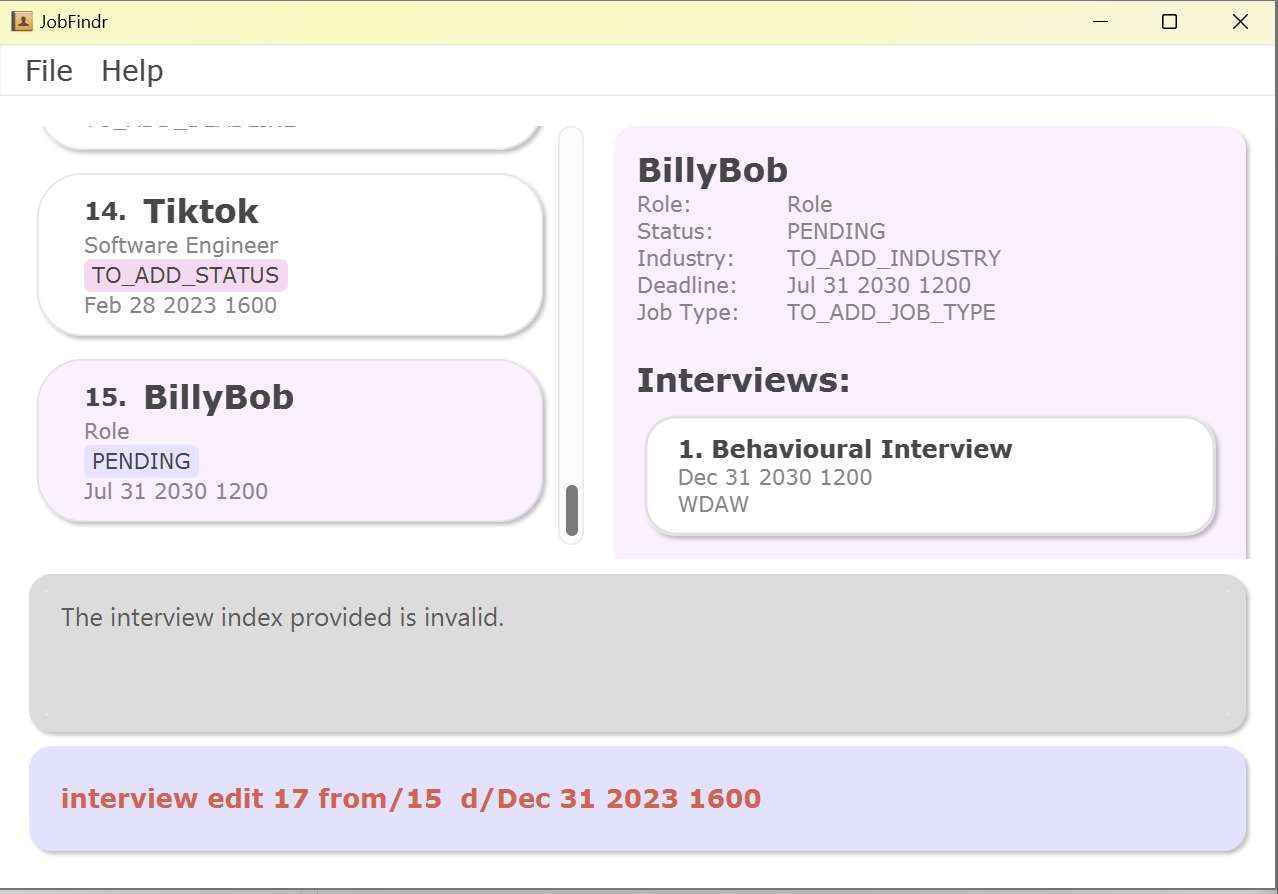 JobFindr
File Help
14. Tiktok
Software Engineer
TO_ADD_STATUS
Feb 28 2023 1600
15. BillyBob
Role
PENDING
Jul 31 2030 1200
BillyBob
Role: Role
Status: PENDING
Industry: TO_ADD_INDUSTRY
Deadline: Jul 31 2030 1200
Job Type: TO_ADD_JOB_TYPE
Interviews:
1. Behavioural Interview
Dec 31 2030 1200
WDAW
The interview index provided is invalid.
interview edit 17 from/15  d/Dec 31 2023 1600